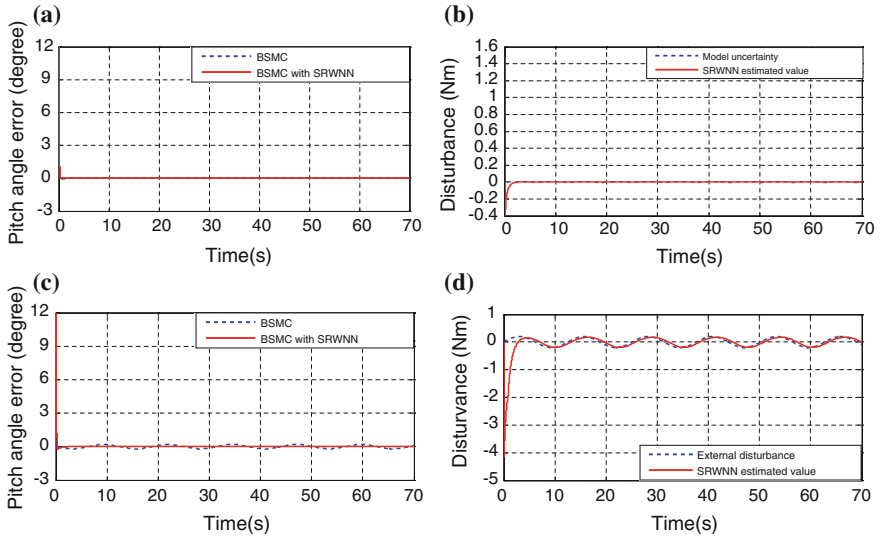 (a)
12
9
6
3
0
-3
Pitch angle error (degree)
BSMC
BSMC with SRWNN
0 10 20 30 40 50 60 70
Time(s)
(b)
1.6
1.4
1.2
1
0.8
0.6
0.4
0.2
0
-0.2
-0.4
Disturbance (Nm)
Model uncertainty
SRWNN estimated value
0 10 20 30 40 50 60 70
Time(s)
(c)
12
9
6
3
0
-3
Pitch angle error (degree)
BSMC
BSMC with SRWNN
0 10 20 30 40 50 60 70
Time(s)
(d)
1
0
-1
-2
-3
-4
-5
Disturvance (Nm)
External disturbance
SRWNN estimated value
0 10 20 30 40 50 60 70
Time(s)